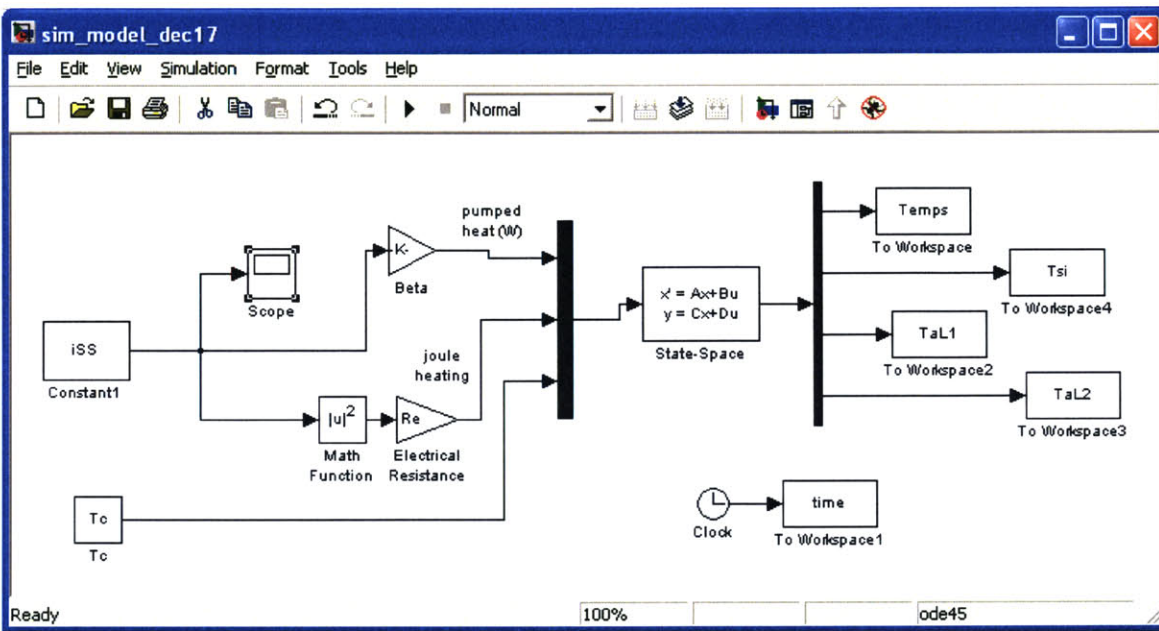 sim_model_dec17
File Edit View Simulation Format Tools Help
Normal
pumped
heat (W)
K-
Beta
Scope
iSS
Constant1
joule
heating
|u|²
Math
Function
Re
Electrical
Resistance
Tc
Tc
x' = Ax+Bu
y = Cx+Du
State-Space
Temps
To Workspace
Tsi
To Workspace4
TaL1
To Workspace2
TaL2
To Workspace3
Clock
time
To Workspace1
Ready 100% ode45